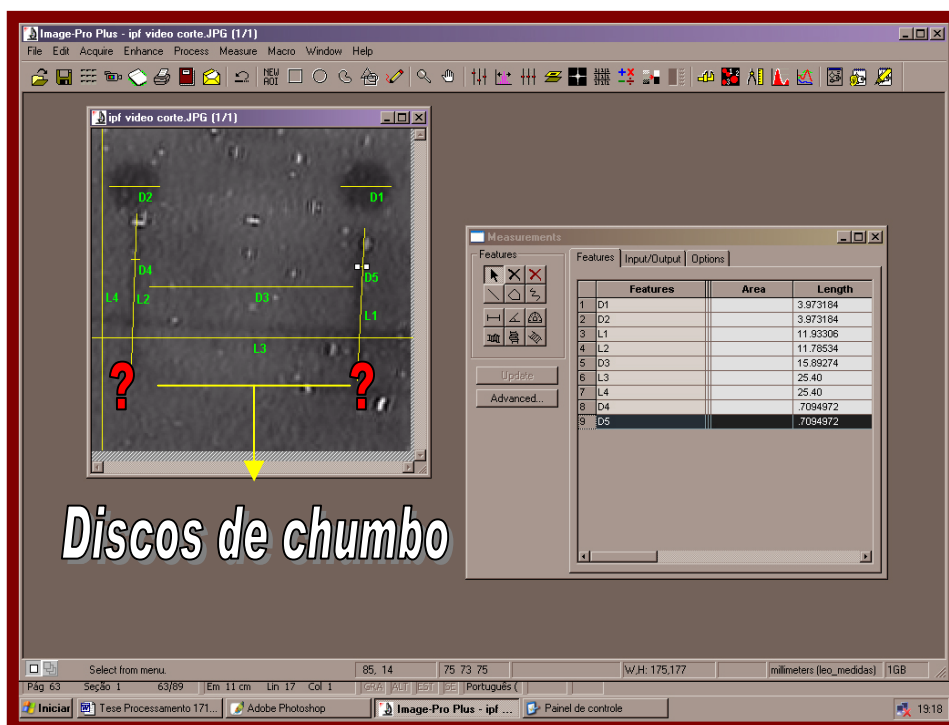 Image-Pro Plus - ipf video corte.JPG (1/1)
File Edit Acquire Enhance Process Measure Macro Window Help
NEW AOI
ipf video corte.JPG (1/1)
D2 D1
D4 D5
L4 L2 D3 L1
L3
? ?
Discos de chumbo
Measurements
Features
Update
Advanced...
Features Input/Output Options
Features Area Length
1 D1 3.973184
2 D2 3.973184
3 L1 11.93306
4 L2 11.78534
5 D3 15.89274
6 L3 25.40
7 L4 25.40
8 D4 .7094972
9 D5 .7094972
Select from menu. 85, 14 75 73 75 W,H: 175,177 milimeters (leo_medidas) 1GB
Pág 63 Seção 1 63/89 Em 11 cm Lin 17 Col 1 GRA ALT EST SE Português (
Iniciar Tese Processamento 171... Adobe Photoshop Image-Pro Plus - ipf ... Painel de controle 19:18